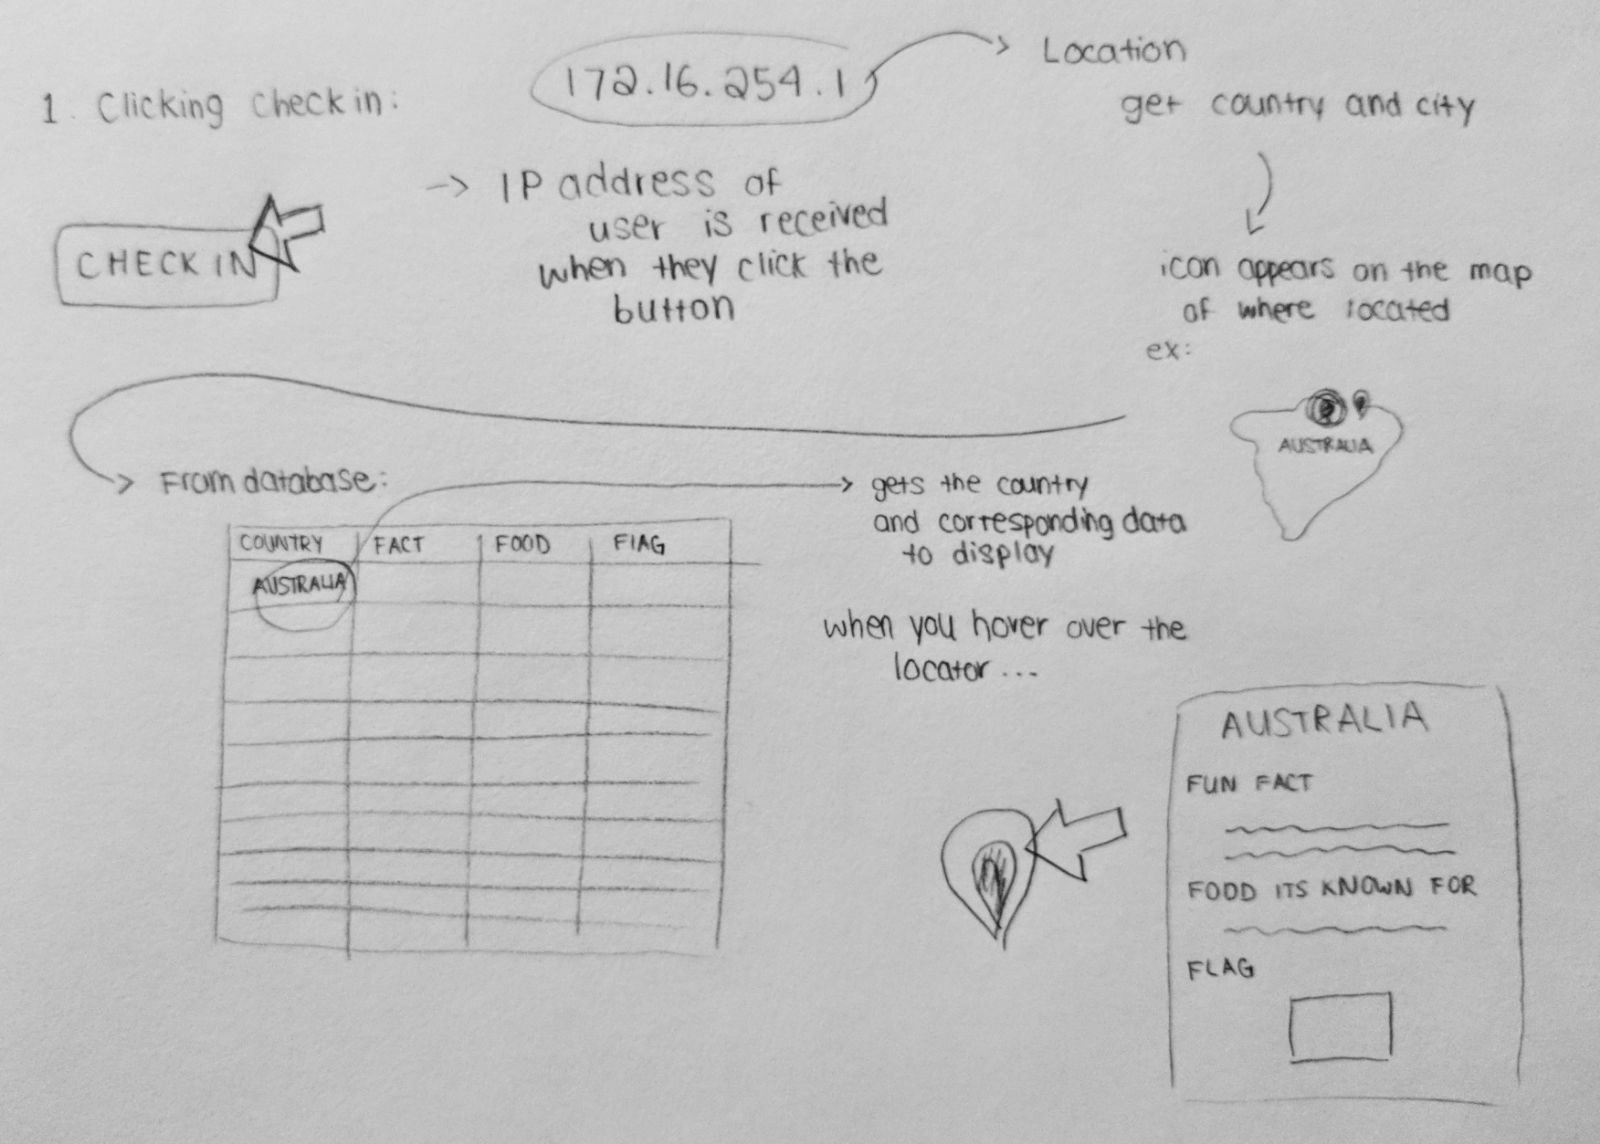 1. Clicking check in:
172.16.254.1
Location
get country and city
CHECK IN
IP address of
user is received
when they click the
button
icon appears on the map
of where located
ex:
AUSTRALIA
From database:
COUNTRY FACT FOOD FlAG
AUSTRALIA
gets the country
and corresponding data
to display
when you hover over the
locator ...
AUSTRALIA
FUN FACT
FOOD ITS KNOWN FOR
FLAG